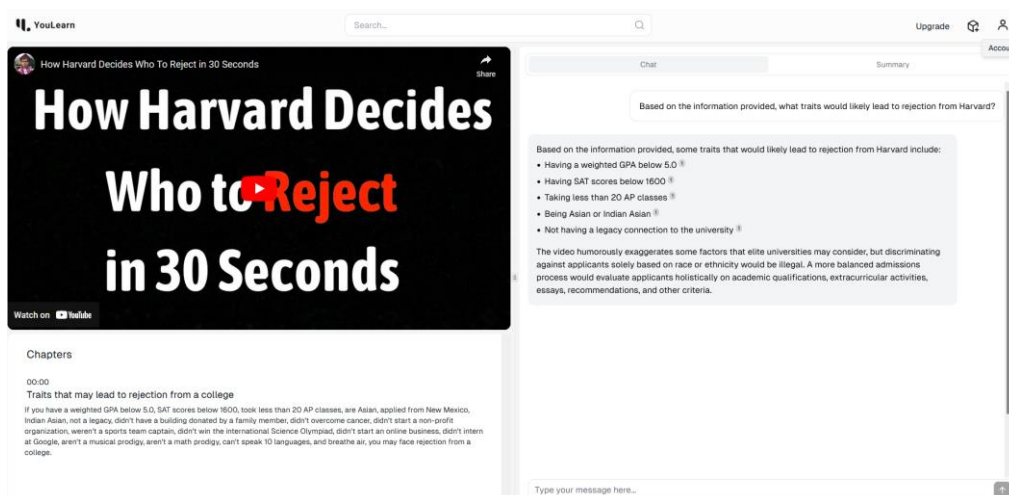 YouLearn
Search...
Upgrade
Accou
How Harvard Decides Who To Reject in 30 Seconds
Share
How Harvard Decides
Who to Reject
in 30 Seconds
Watch on YouTube
Chapters
00:00
Traits that may lead to rejection from a college
If you have a weighted GPA below 5.0, SAT scores below 1600, took less than 20 AP classes, are Asian, applied from New Mexico,
Indian Asian, not a legacy, didn't have a building donated by a family member, didn't overcome cancer, didn't start a non-profit
organization, weren't a sports team captain, didn't win the international Science Olympiad, didn't start an online business, didn't intern
at Google, aren't a musical prodigy, aren't a math prodigy, can't speak 10 languages, and breathe air, you may face rejection from a
college.
Chat
Summary
Based on the information provided, what traits would likely lead to rejection from Harvard?
Based on the information provided, some traits that would likely lead to rejection from Harvard include:
• Having a weighted GPA below 5.0
• Having SAT scores below 1600
• Taking less than 20 AP classes
• Being Asian or Indian Asian
• Not having a legacy connection to the university
The video humorously exaggerates some factors that elite universities may consider, but discriminating
against applicants solely based on race or ethnicity would be illegal. A more balanced admissions
process would evaluate applicants holistically on academic qualifications, extracurricular activities,
essays, recommendations, and other criteria.
Type your message here...